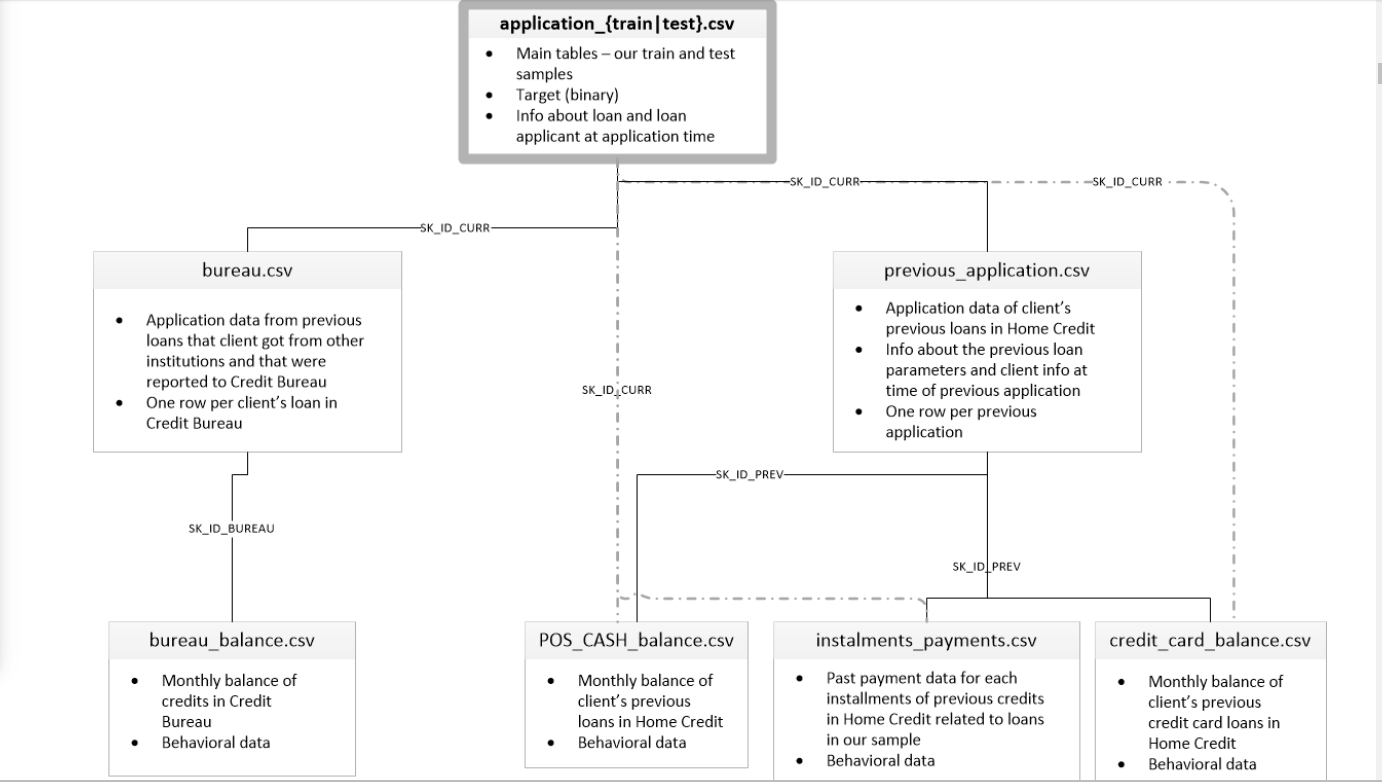 application_{train|test}.csv
• Main tables – our train and test
samples
• Target (binary)
• Info about loan and loan
applicant at application time
SK_ID_CURR
SK_ID_CURR
SK_ID_CURR
bureau.csv
• Application data from previous
loans that client got from other
institutions and that were
reported to Credit Bureau
• One row per client's loan in
Credit Bureau
previous_application.csv
• Application data of client's
previous loans in Home Credit
• Info about the previous loan
parameters and client info at
time of previous application
• One row per previous
application
SK_ID_CURR
SK_ID_PREV
SK_ID_BUREAU
SK_ID_PREV
bureau_balance.csv
• Monthly balance of
credits in Credit
Bureau
• Behavioral data
POS_CASH_balance.csv
• Monthly balance of
client's previous
loans in Home Credit
• Behavioral data
instalments_payments.csv
• Past payment data for each
installments of previous credits
in Home Credit related to loans
in our sample
• Behavioral data
credit_card_balance.csv
• Monthly balance of
client's previous
credit card loans in
Home Credit
• Behavioral data